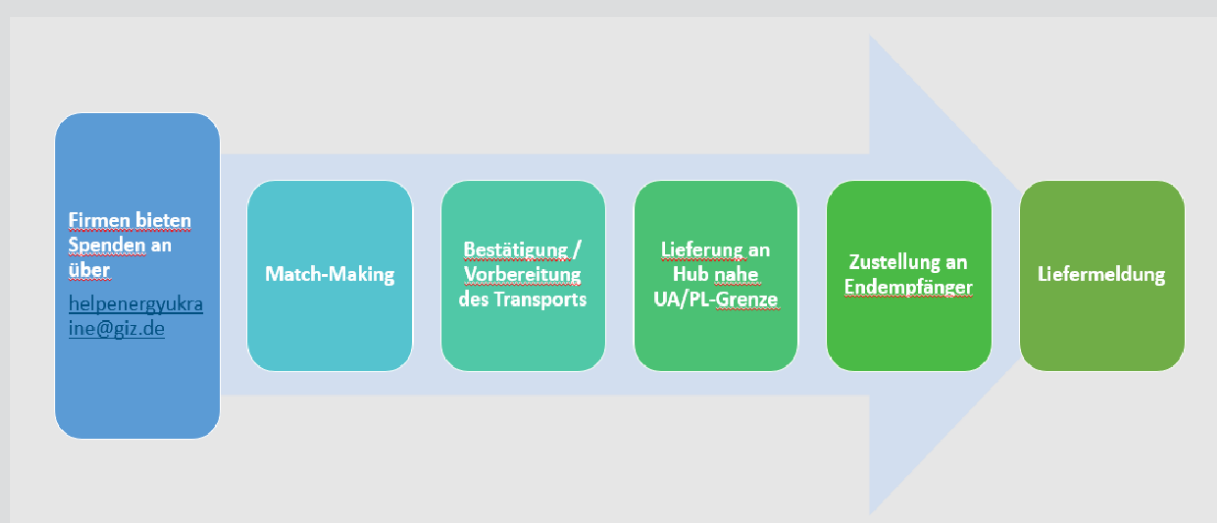 Firmen bieten
Spenden an
über
helpenergyukra
ine@giz.de
Match-Making
Bestätigung /
Vorbereitung
des Transports
Lieferung an
Hub nahe
UA/PL-Grenze
Zustellung an
Endempfänger
Liefermeldung